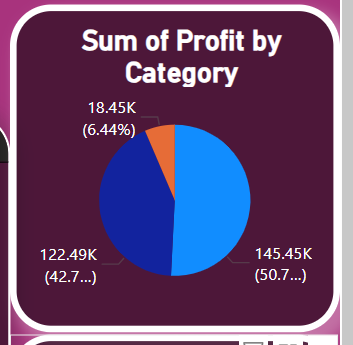 Sum of Profit by
Category
18.45K
(6.44%)
122.49K
(42.7...)
145.45K
(50.7...)